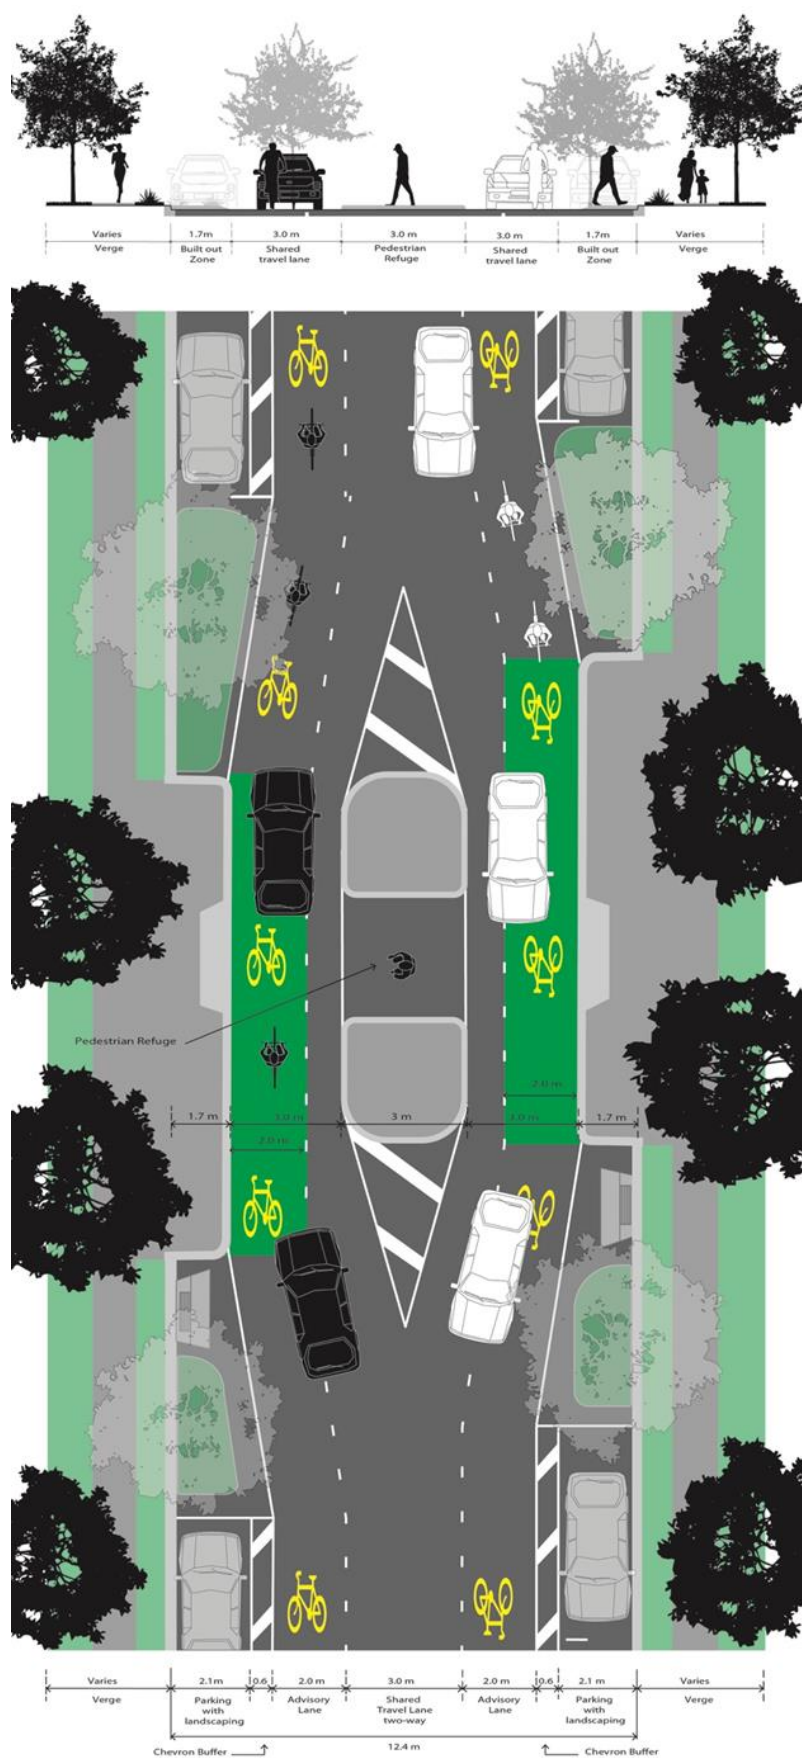 Varies 1.7m 3.0 m 3.0 m 3.0 m 1.7m Varies
Verge Built out Shared Pedestrian Shared Built out Verge
Zone travel lane Refuge travel lane Zone
Pedestrian Refuge
2.0 m
1.7 m 3.0 m 3 m 3.0 m 1.7 m
2.0 m
Varies 2.1m 0.6 2.0 m 3.0 m 2.0 m 0.6 2.1 m Varies
Verge Parking Advisory Shared Advisory Parking Verge
with Lane Travel Lane Lane with
landscaping two-way landscaping
12.4 m
Chevron Buffer Chevron Buffer